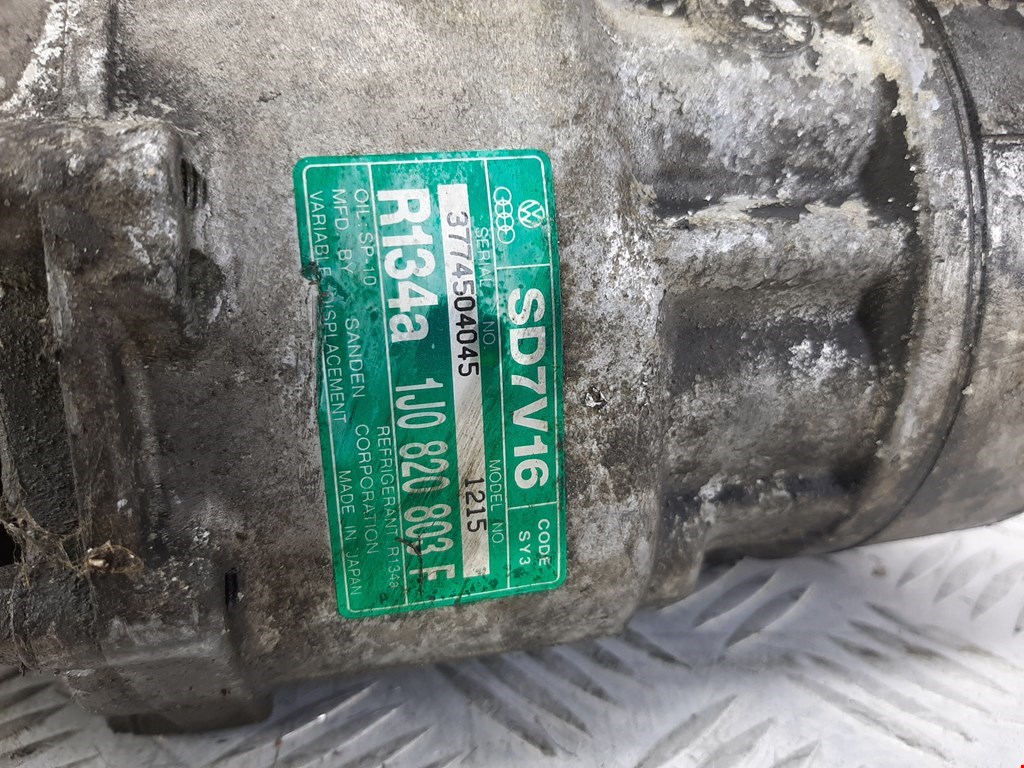 SD7V16 CODE SY3
SERIAL NO. MODEL NO
3774504045 1215
R134a 1J0 820 803
REFRIGERANT R134a
OIL SP-10
MFD BY SANDEN CORPORATION
VARIABLE DISPLACEMENT MADE IN JAPAN